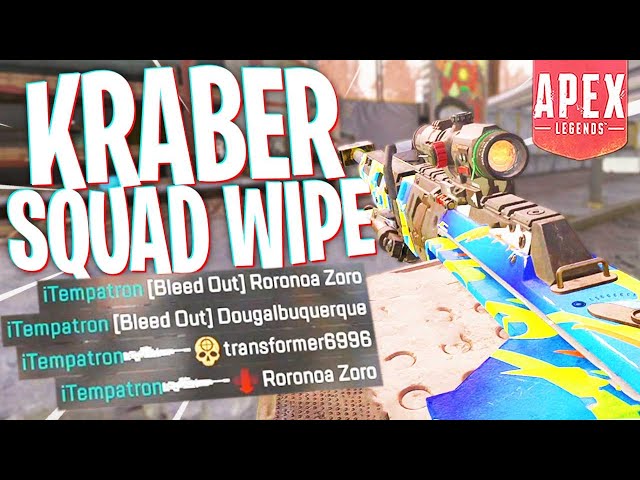 KRABER
SQUAD WIPE
APEX
LEGENDS
iTempatron [Bleed Out] Roronoa Zoro
iTempatron [Bleed Out] Dougalbuquerque
iTempatron transformer6996
iTempatron Roronoa Zoro